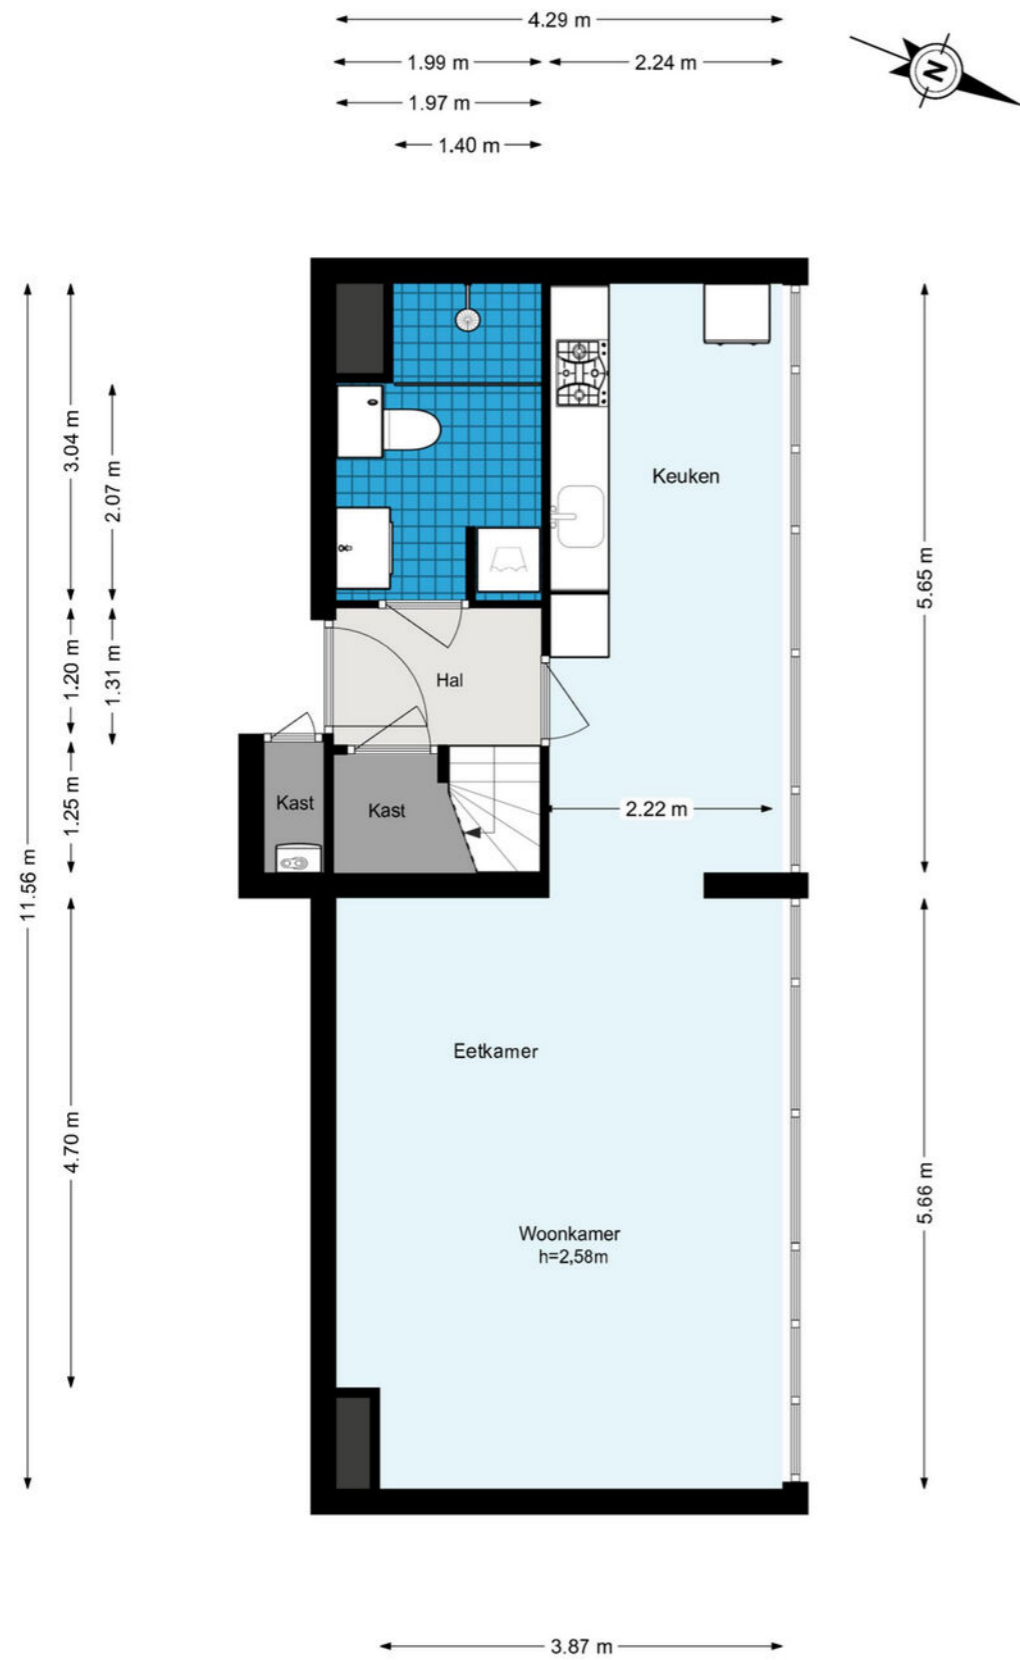 4.29 m
1.99 m
2.24 m
1.97 m
1.40 m
N
3.04 m
2.07 m
Keuken
5.65 m
1.20 m
1.31 m
Hal
1.25 m
Kast
Kast
2.22 m
11.56 m
Eetkamer
4.70 m
5.66 m
Woonkamer
h=2,58m
3.87 m